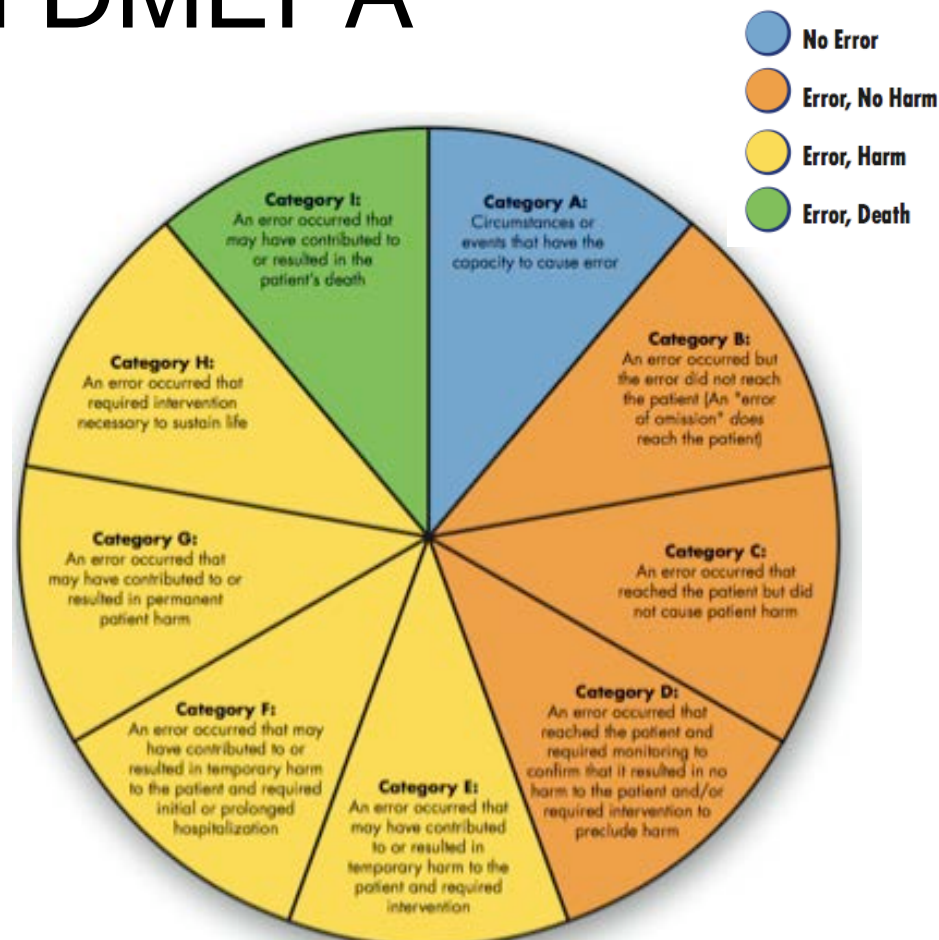 DMEPA
No Error
Error, No Harm
Error, Harm
Error, Death
Category I:
An error occurred that
may have contributed to
or resulted in the
patient's death
Category A:
Circumstances or
events that have the
capacity to cause error
Category B:
An error occurred but
the error did not reach
the patient (An "error
of omission" does
reach the patient)
Category H:
An error occurred that
required intervention
necessary to sustain life
Category G:
An error occurred that
may have contributed to or
resulted in permanent
patient harm
Category C:
An error occurred that
reached the patient but did
not cause patient harm
Category D:
An error occurred that
reached the patient and
required monitoring to
confirm that it resulted in no
harm to the patient and/or
required intervention to
preclude harm
Category F:
An error occurred that may
have contributed to or
resulted in temporary harm
to the patient and required
initial or prolonged
hospitalization
Category E:
An error occurred that
may have contributed
to or resulted in
temporary harm to the
patient and required
intervention